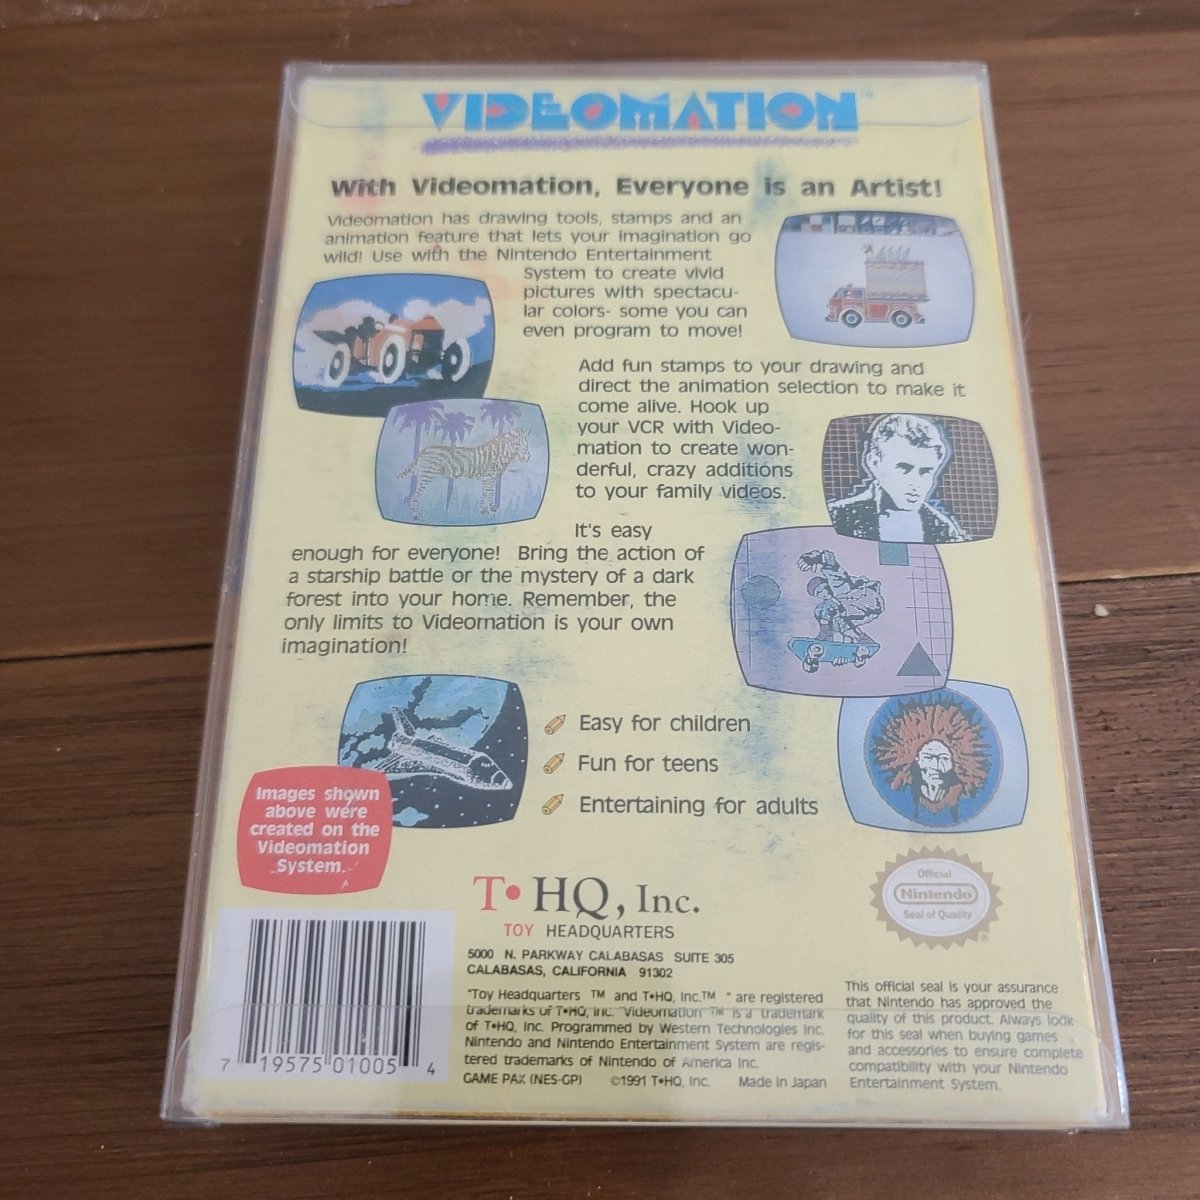 VIDEOMATION™
With Videomation, Everyone is an Artist!
Videomation has drawing tools, stamps and an
animation feature that lets your imagination go
wild! Use with the Nintendo Entertainment
System to create vivid
pictures with spectacu-
lar colors- some you can
even program to move!
Add fun stamps to your drawing and
direct the animation selection to make it
come alive. Hook up
your VCR with Video-
mation to create won-
derful, crazy additions
to your family videos.
It's easy
enough for everyone! Bring the action of
a starship battle or the mystery of a dark
forest into your home. Remember, the
only limits to Videomation is your own
imagination!
Easy for children
Fun for teens
Entertaining for adults
Images shown
above were
created on the
Videomation
System.
T•HQ, Inc.
TOY HEADQUARTERS
5000 N. PARKWAY CALABASAS SUITE 305
CALABASAS, CALIFORNIA 91302
"Toy Headquarters ™ and T•HQ, Inc.™ " are registered
trademarks of T•HQ, Inc. Videomation ™ is a trademark
of T•HQ, Inc. Programmed by Western Technologies Inc.
Nintendo and Nintendo Entertainment System are regis-
tered trademarks of Nintendo of America Inc.
GAME PAK (NES-GP) ©1991 T•HQ, Inc. Made in Japan
Official
Nintendo
Seal of Quality
®
This official seal is your assurance
that Nintendo has approved the
quality of this product. Always look
for this seal when buying games
and accessories to ensure complete
compatibility with your Nintendo
Entertainment System.
7 19575 01005 4